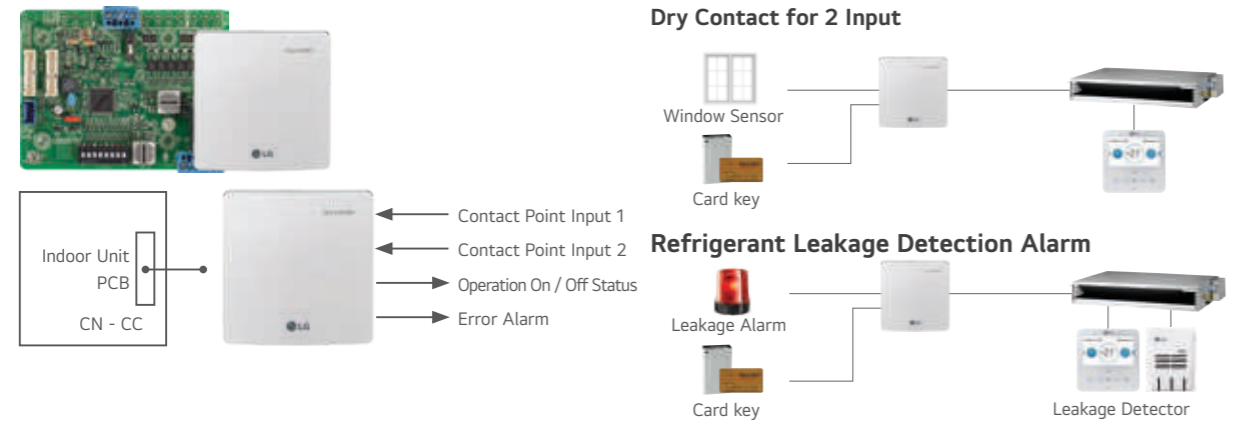 LG
Indoor Unit
PCB
CN - CC
LG
Contact Point Input 1
Contact Point Input 2
Operation On / Off Status
Error Alarm
Dry Contact for 2 Input
Window Sensor
Card key
Refrigerant Leakage Detection Alarm
Leakage Alarm
Card key
Leakage Detector